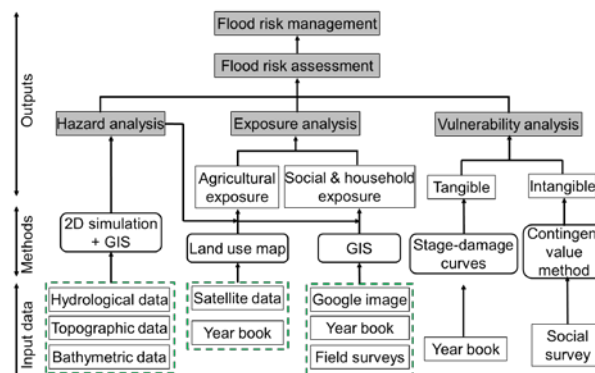 Flood risk management
Flood risk assessment
Hazard analysis
Exposure analysis
Vulnerability analysis
Agricultural
exposure
Social & household
exposure
Tangible
Intangible
2D simulation
+ GIS
Land use map
GIS
Stage-damage
curves
Contingent
value
method
Hydrological data
Topographic data
Bathymetric data
Satellite data
Year book
Google image
Year book
Field surveys
Year book
Social
survey
Outputs
Methods
Input data